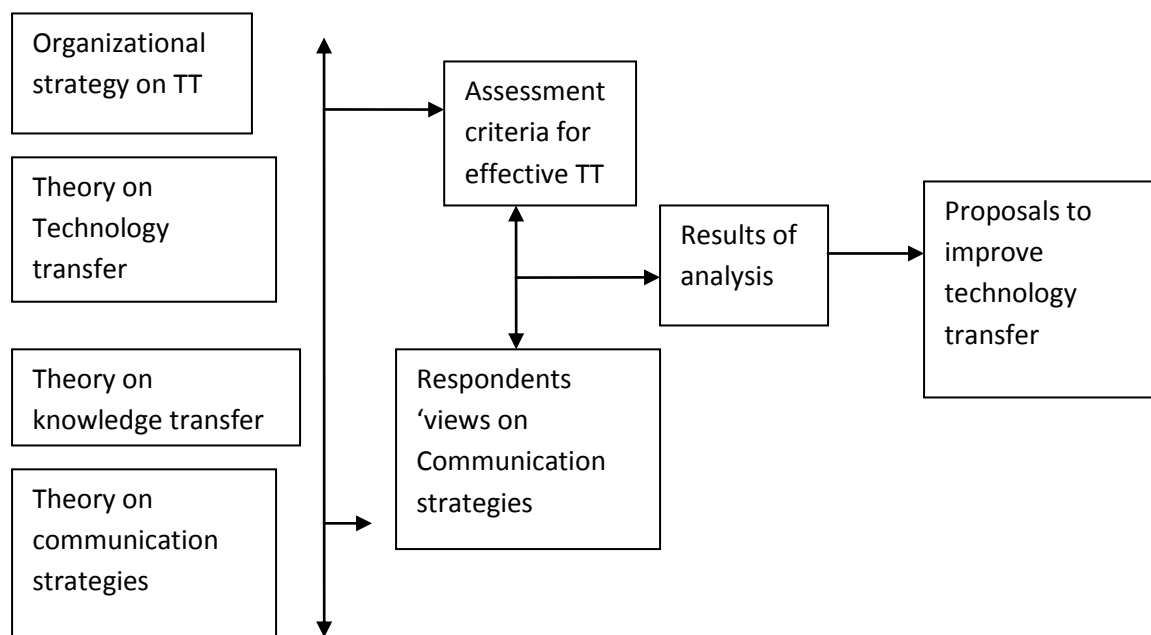 Organizational
strategy on TT
Theory on
Technology
transfer
Theory on
knowledge transfer
Theory on
communication
strategies
Assessment
criteria for
effective TT
Respondents
‘views on
Communication
strategies
Results of
analysis
Proposals to
improve
technology
transfer